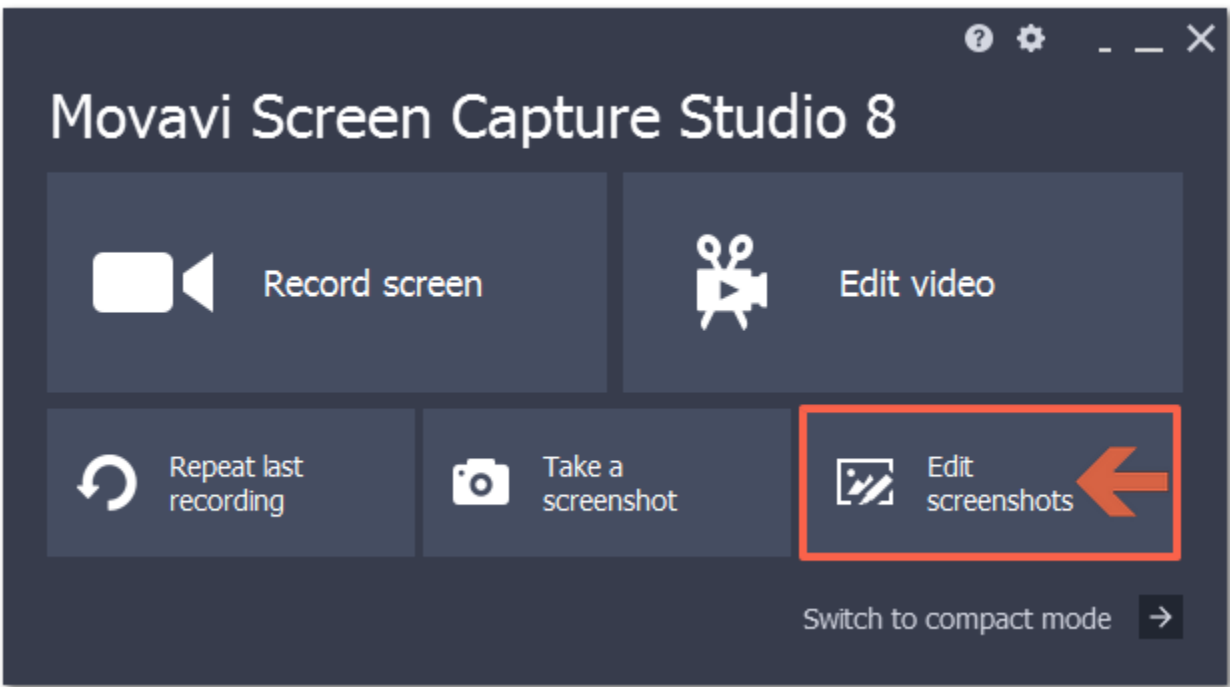 Movavi Screen Capture Studio 8
Record screen
Edit video
Repeat last
recording
Take a
screenshot
Edit
screenshots
Switch to compact mode